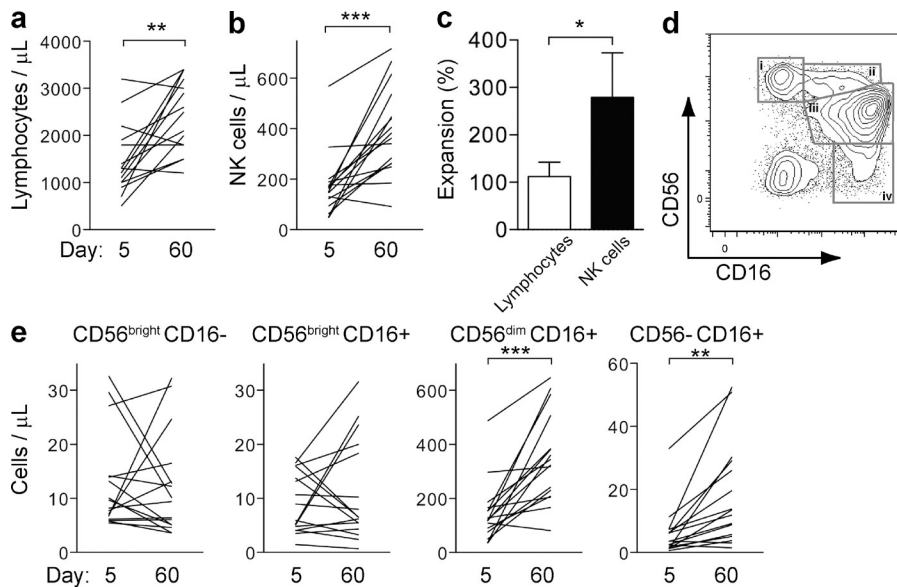 a
**
4000
3000
2000
1000
0
Lymphocytes / μL
Day: 5 60
b
***
600
400
200
0
NK cells / μL
5 60
c
*
400
300
200
100
0
Expansion (%)
Lymphocytes
NK cells
d
i
ii
iii
iv
0
0
CD56
CD16
e
CD56bright CD16-
30
20
10
0
Cells / μL
Day: 5 60
CD56bright CD16+
30
20
10
0
5 60
CD56dim CD16+
***
600
400
200
0
5 60
CD56- CD16+
**
60
40
20
0
5 60